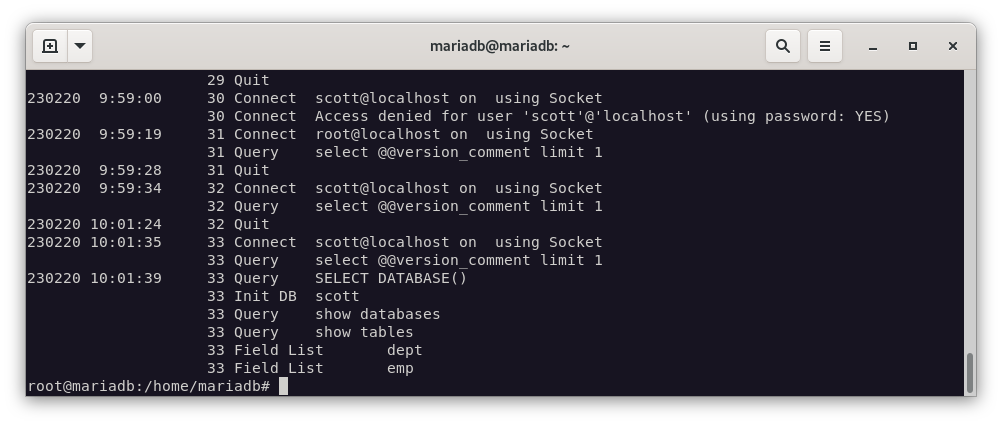 mariadb@mariadb: ~
                    29 Quit
230220  9:59:00     30 Connect  scott@localhost on  using Socket
                    30 Connect  Access denied for user 'scott'@'localhost' (using password: YES)
230220  9:59:19     31 Connect  root@localhost on  using Socket
                    31 Query    select @@version_comment limit 1
230220  9:59:28     31 Quit
230220  9:59:34     32 Connect  scott@localhost on  using Socket
                    32 Query    select @@version_comment limit 1
230220 10:01:24     32 Quit
230220 10:01:35     33 Connect  scott@localhost on  using Socket
                    33 Query    select @@version_comment limit 1
230220 10:01:39     33 Query    SELECT DATABASE()
                    33 Init DB  scott
                    33 Query    show databases
                    33 Query    show tables
                    33 Field List       dept
                    33 Field List       emp
root@mariadb:/home/mariadb#